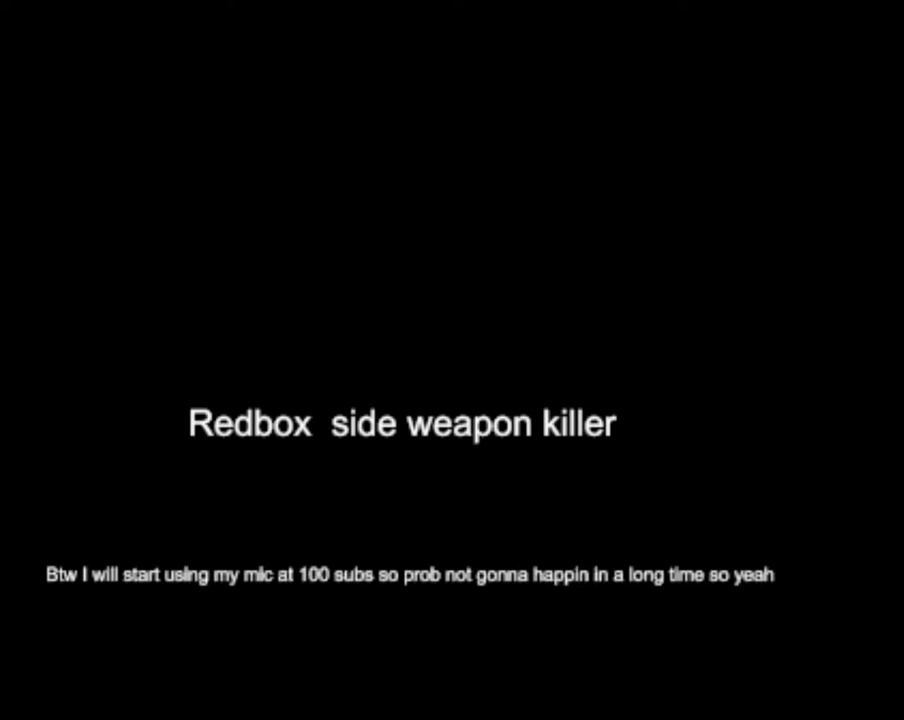 Redbox  side weapon killer
Btw I will start using my mic at 100 subs so prob not gonna happin in a long time so yeah